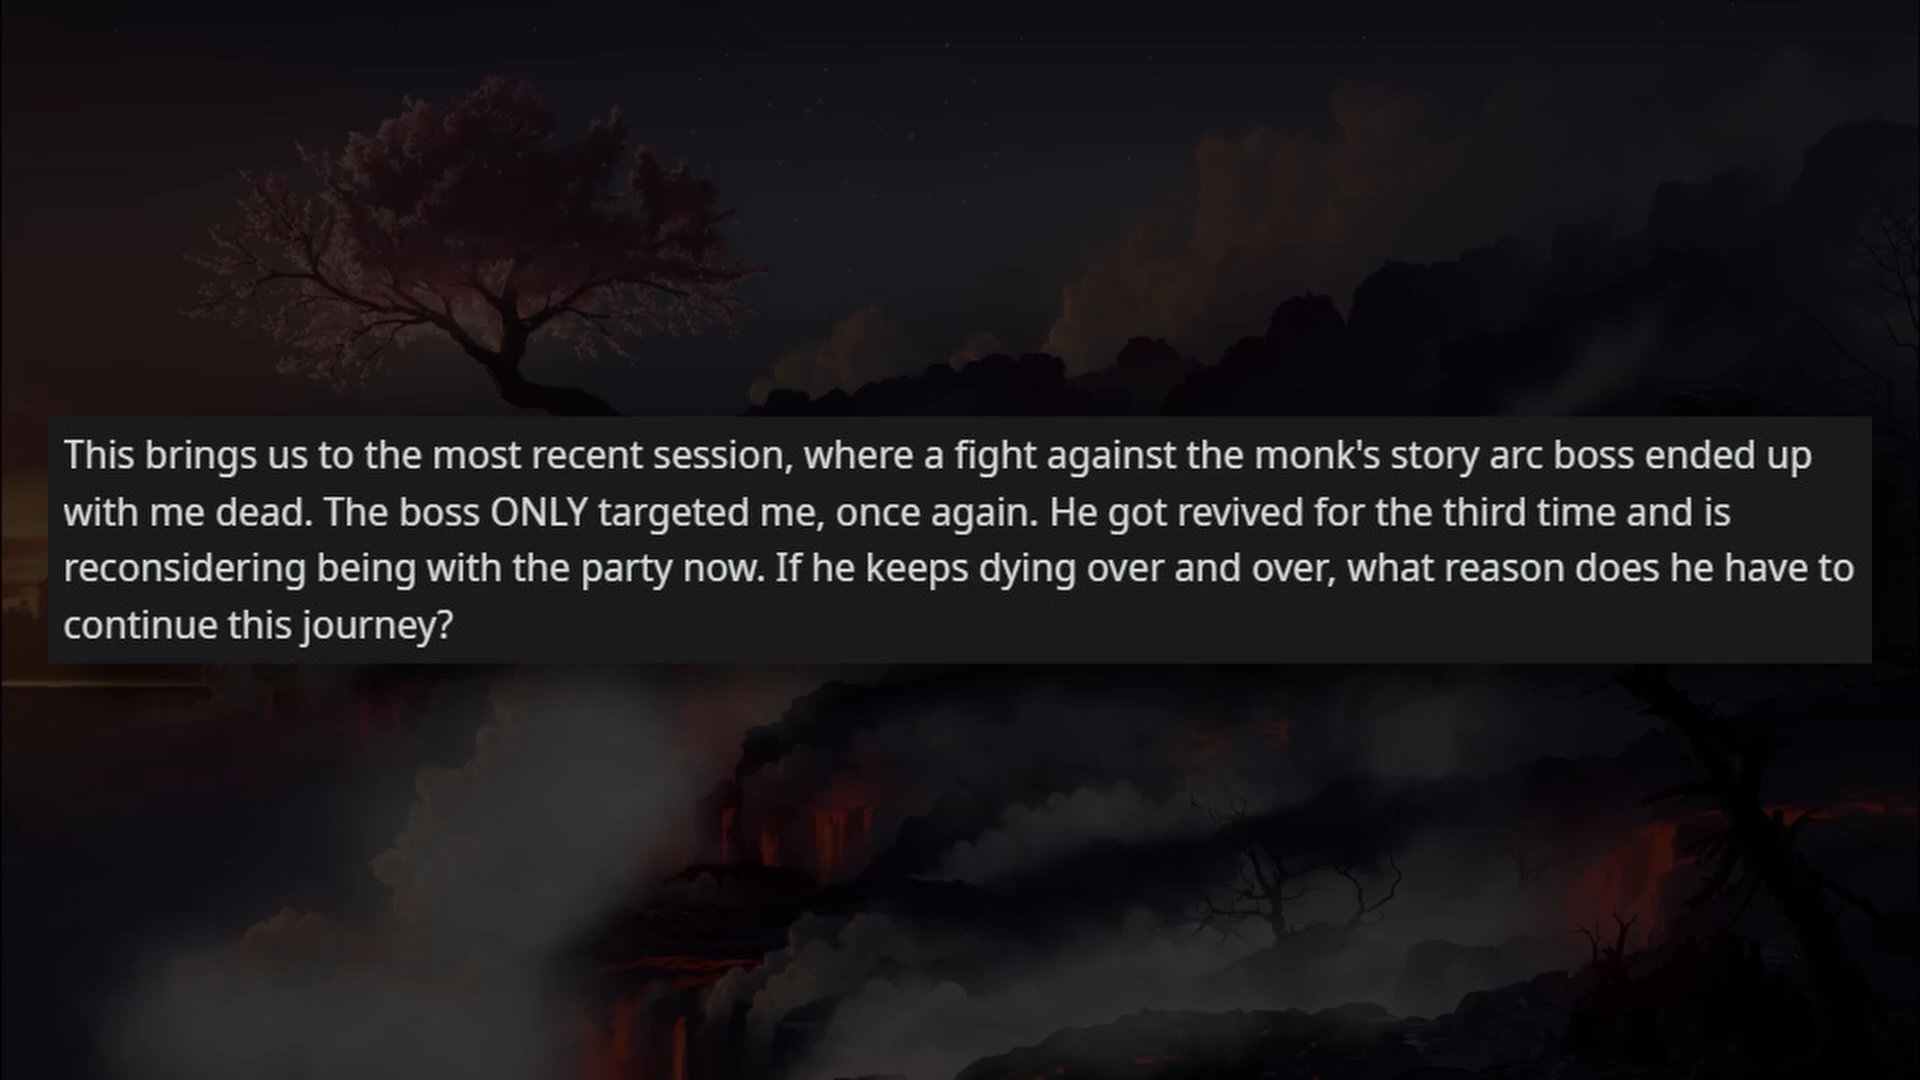 This brings us to the most recent session, where a fight against the monk's story arc boss ended up
with me dead. The boss ONLY targeted me, once again. He got revived for the third time and is
reconsidering being with the party now. If he keeps dying over and over, what reason does he have to
continue this journey?